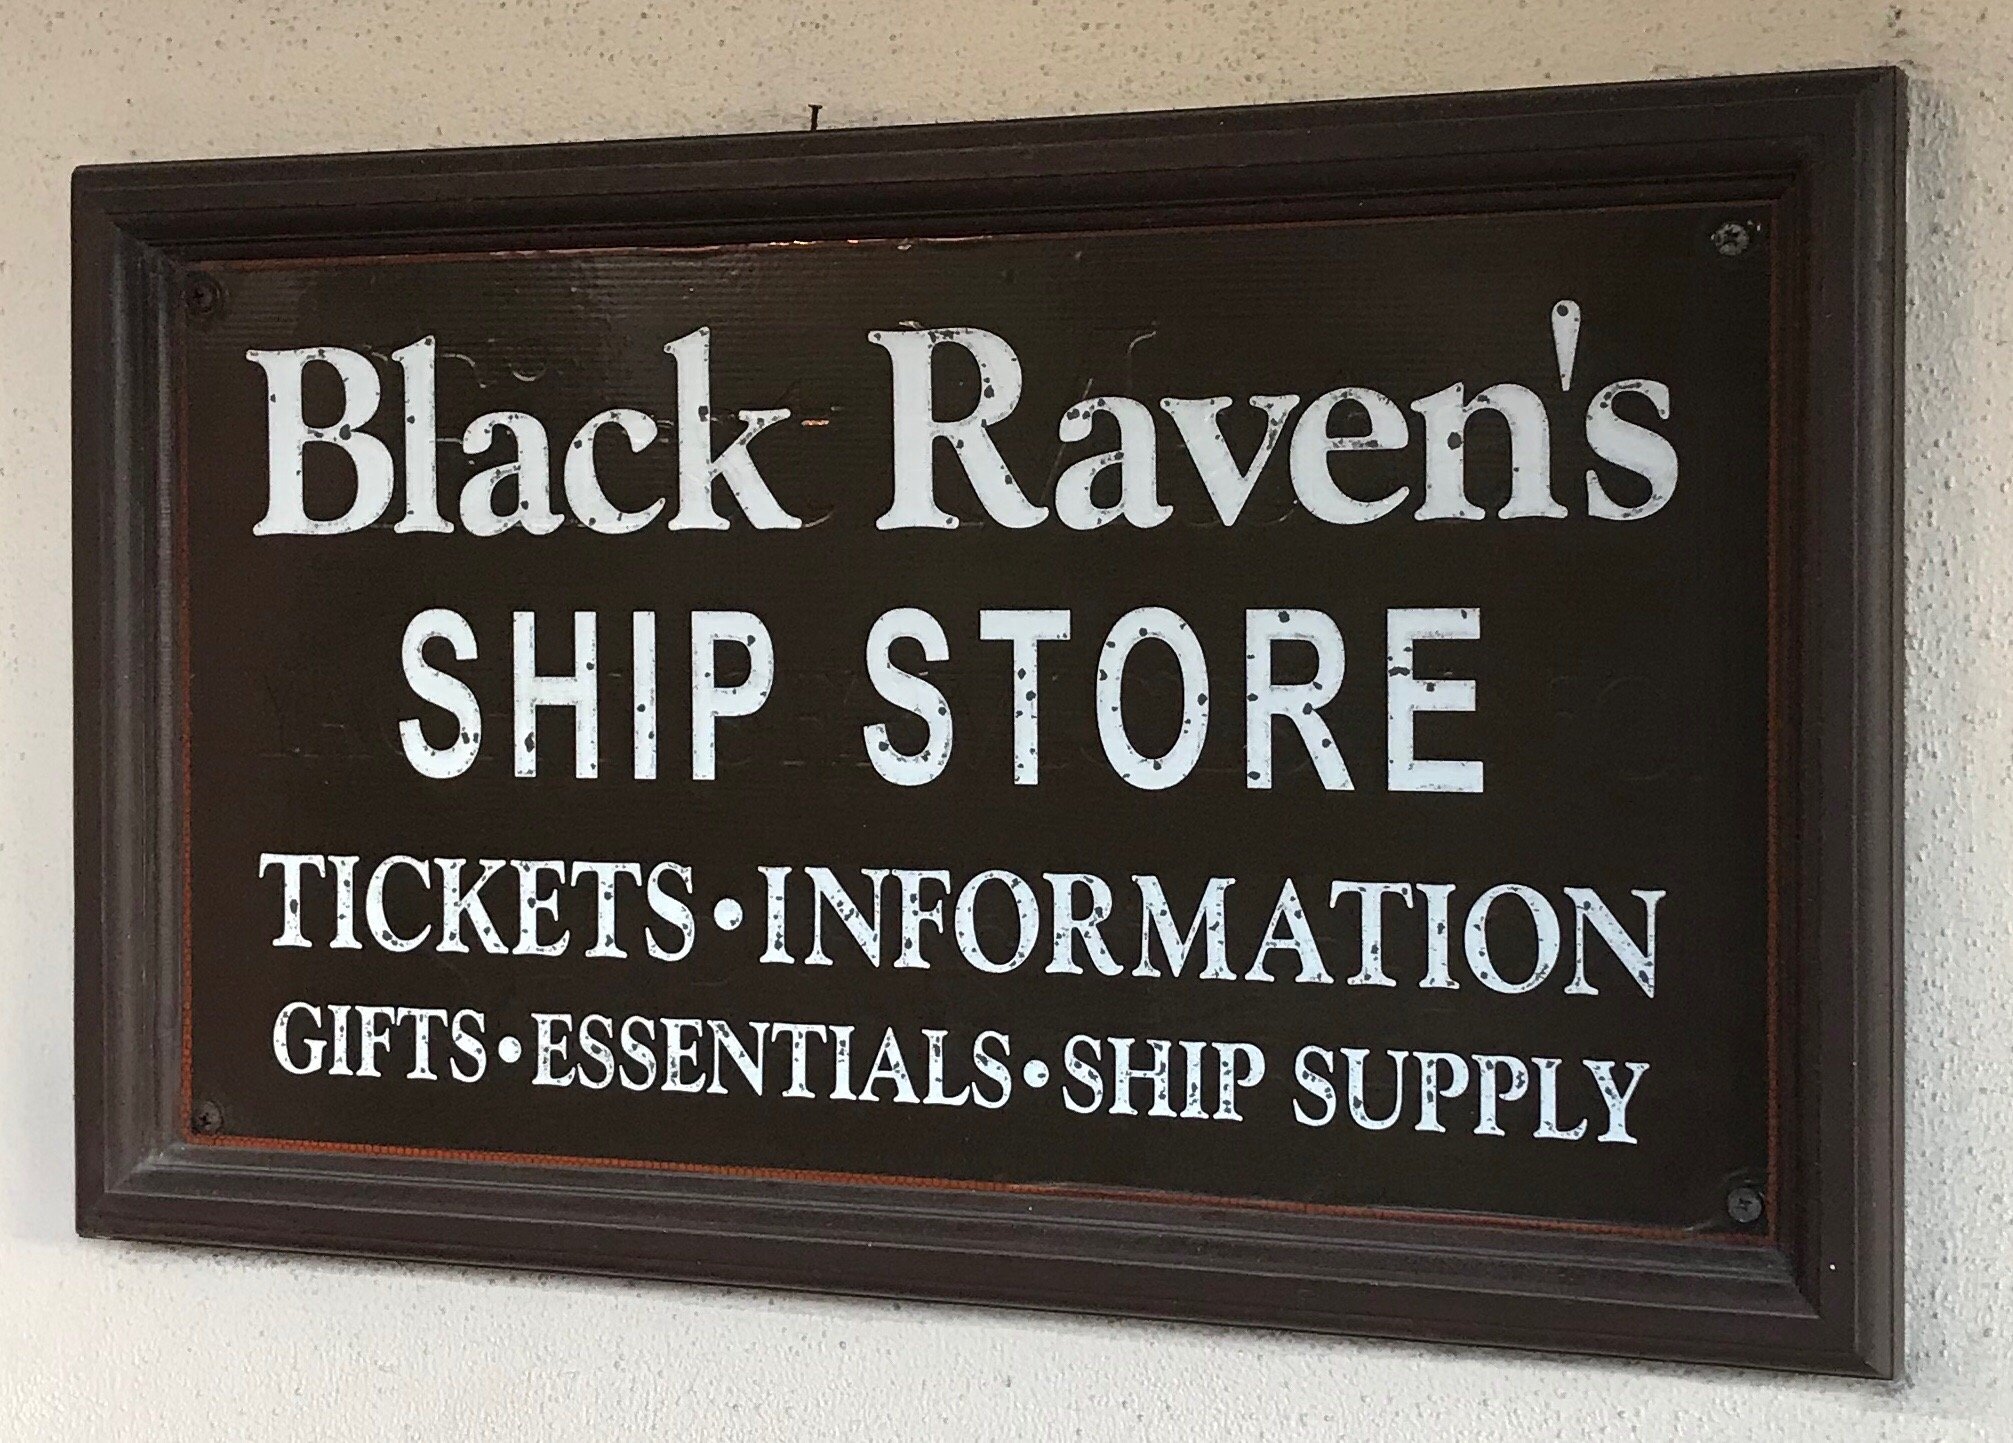 Black Raven's
SHIP STORE
TICKETS•INFORMATION
GIFTS•ESSENTIALS•SHIP SUPPLY